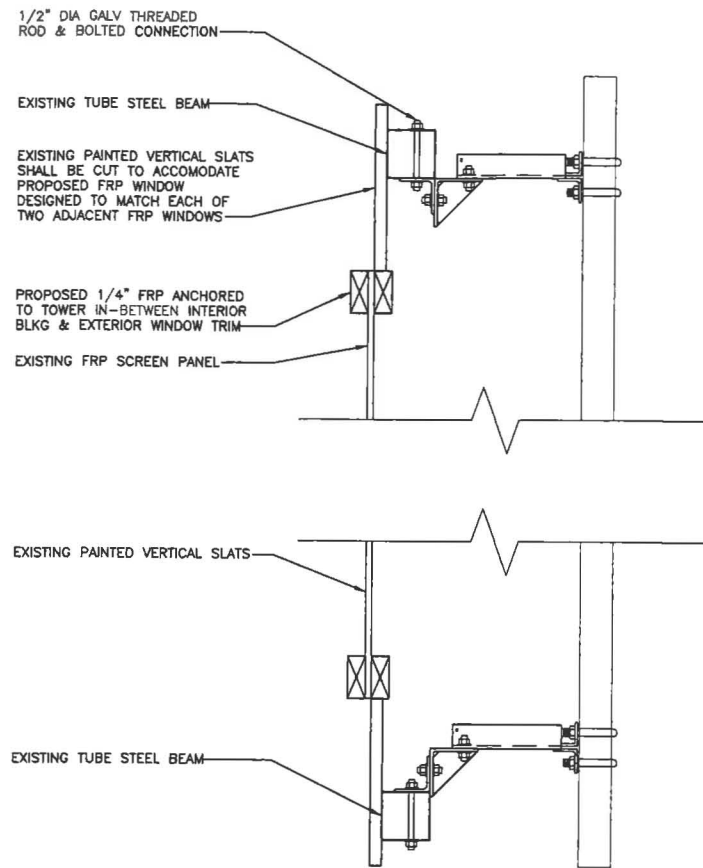 1/2" DIA GALV THREADED
ROD & BOLTED CONNECTION
EXISTING TUBE STEEL BEAM
EXISTING PAINTED VERTICAL SLATS
SHALL BE CUT TO ACCOMODATE
PROPOSED FRP WINDOW
DESIGNED TO MATCH EACH OF
TWO ADJACENT FRP WINDOWS
PROPOSED 1/4" FRP ANCHORED
TO TOWER IN-BETWEEN INTERIOR
BLKG & EXTERIOR WINDOW TRIM
EXISTING FRP SCREEN PANEL
EXISTING PAINTED VERTICAL SLATS
EXISTING TUBE STEEL BEAM